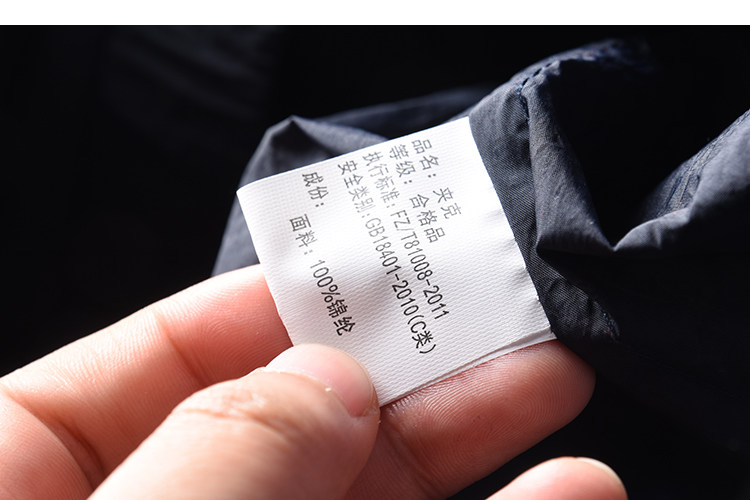 品名: 夹克
等级: 合格品
执行标准: FZ/T81008-2011
安全类别: GB18401-2010(C类)
成份:
面料: 100%锦纶